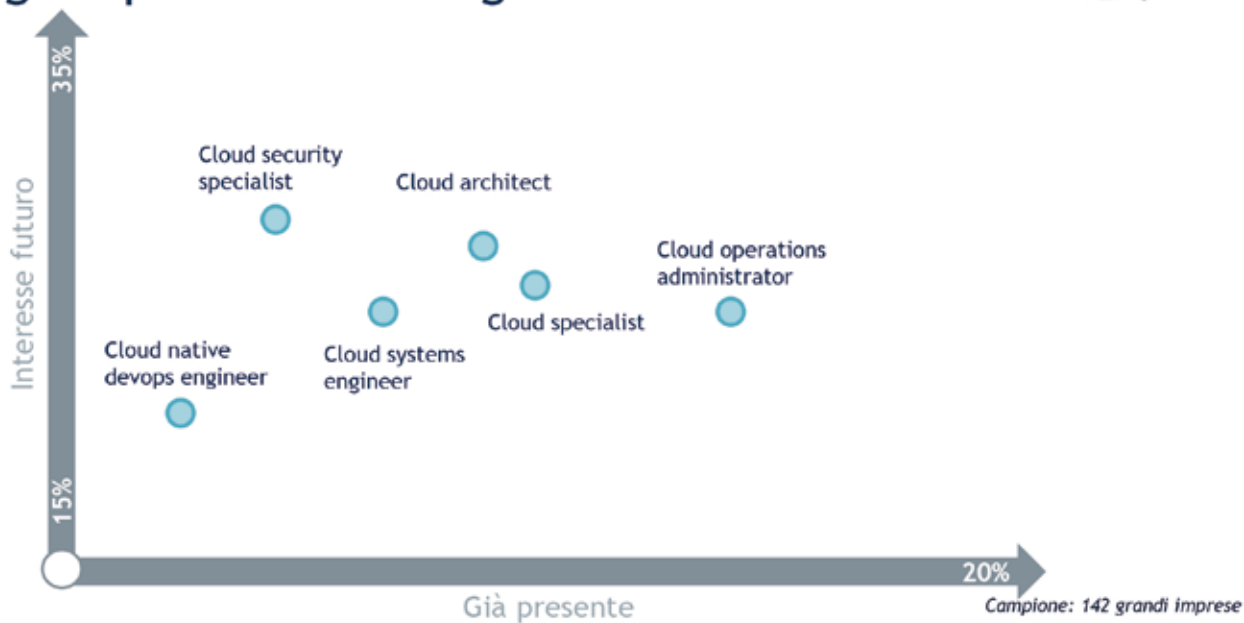 35%
Cloud security
specialist
Cloud architect
Interesse futuro
Cloud operations
administrator
Cloud specialist
Cloud native
devops engineer
Cloud systems
engineer
15%
20%
Già presente
Campione: 142 grandi imprese